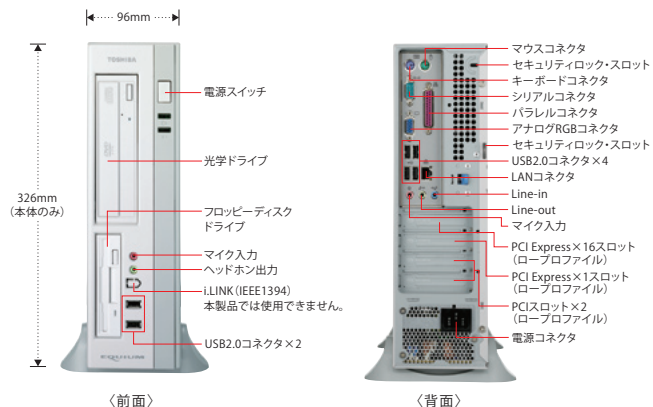 96mm
326mm
(本体のみ)
TOSHIBA
電源スイッチ
光学ドライブ
フロッピーディスク
ドライブ
マイク入力
ヘッドホン出力
i.LINK(IEEE1394)
本製品では使用できません。
USB2.0コネクタ×2
EQUIUM
〈前面〉
マウスコネクタ
セキュリティロック・スロット
キーボードコネクタ
シリアルコネクタ
パラレルコネクタ
アナログRGBコネクタ
セキュリティロック・スロット
USB2.0コネクタ×4
LANコネクタ
Line-in
Line-out
マイク入力
PCI Express×16スロット
(ロープロファイル)
PCI Express×1スロット
(ロープロファイル)
PCIスロット×2
(ロープロファイル)
電源コネクタ
〈背面〉